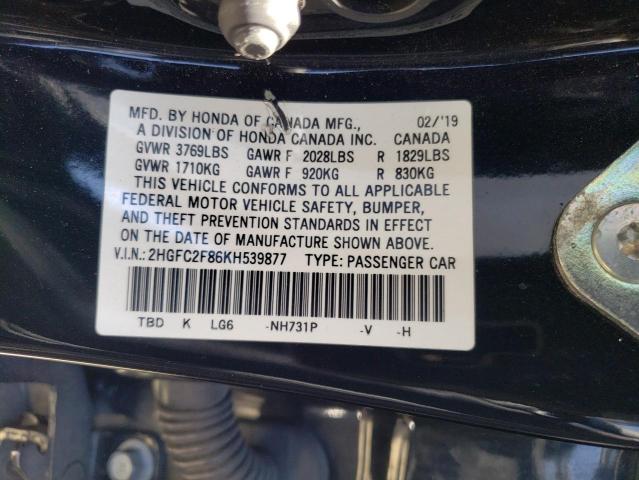 MFD. BY HONDA OF CANADA MFG., 02/'19
A DIVISION OF HONDA CANADA INC. CANADA
GVWR 3769LBS GAWR F 2028LBS R 1829LBS
GVWR 1710KG GAWR F 920KG R 830KG
THIS VEHICLE CONFORMS TO ALL APPLICABLE
FEDERAL MOTOR VEHICLE SAFETY, BUMPER,
AND THEFT PREVENTION STANDARDS IN EFFECT
ON THE DATE OF MANUFACTURE SHOWN ABOVE.
V.I.N.: 2HGFC2F86KH539877 TYPE: PASSENGER CAR
TBD K LG6 -NH731P -V -H